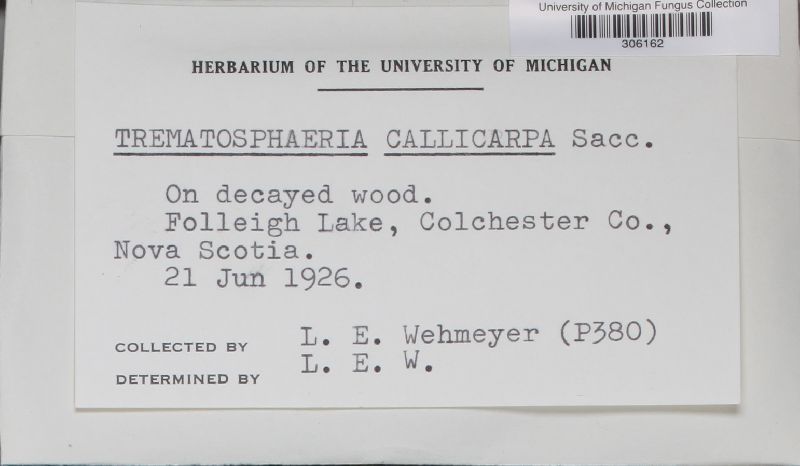 University of Michigan Fungus Collection
306162
HERBARIUM OF THE UNIVERSITY OF MICHIGAN
TREMATOSPHAERIA CALLICARPA Sacc.
On decayed wood.
Folleigh Lake, Colchester Co.,
Nova Scotia.
21 Jun 1926.
COLLECTED BY L. E. Wehmeyer (P380)
DETERMINED BY L. E. W.